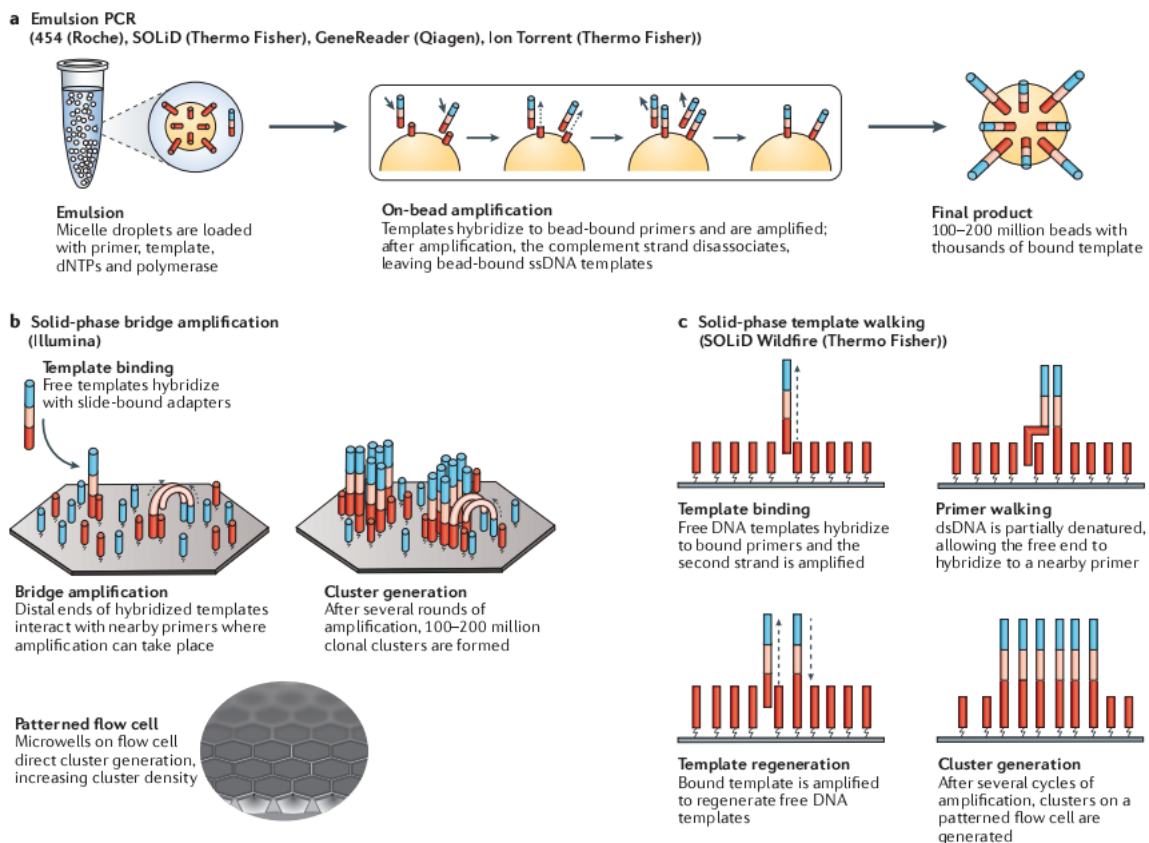 a Emulsion PCR
(454 (Roche), SOLiD (Thermo Fisher), GeneReader (Qiagen), Ion Torrent (Thermo Fisher))
Emulsion
Micelle droplets are loaded
with primer, template,
dNTPs and polymerase
On-bead amplification
Templates hybridize to bead-bound primers and are amplified;
after amplification, the complement strand disassociates,
leaving bead-bound ssDNA templates
Final product
100–200 million beads with
thousands of bound template
b Solid-phase bridge amplification
(Illumina)
Template binding
Free templates hybridize
with slide-bound adapters
Bridge amplification
Distal ends of hybridized templates
interact with nearby primers where
amplification can take place
Cluster generation
After several rounds of
amplification, 100–200 million
clonal clusters are formed
Patterned flow cell
Microwells on flow cell
direct cluster generation,
increasing cluster density
c Solid-phase template walking
(SOLiD Wildfire (Thermo Fisher))
Template binding
Free DNA templates hybridize
to bound primers and the
second strand is amplified
Primer walking
dsDNA is partially denatured,
allowing the free end to
hybridize to a nearby primer
Template regeneration
Bound template is amplified
to regenerate free DNA
templates
Cluster generation
After several cycles of
amplification, clusters on a
patterned flow cell are
generated